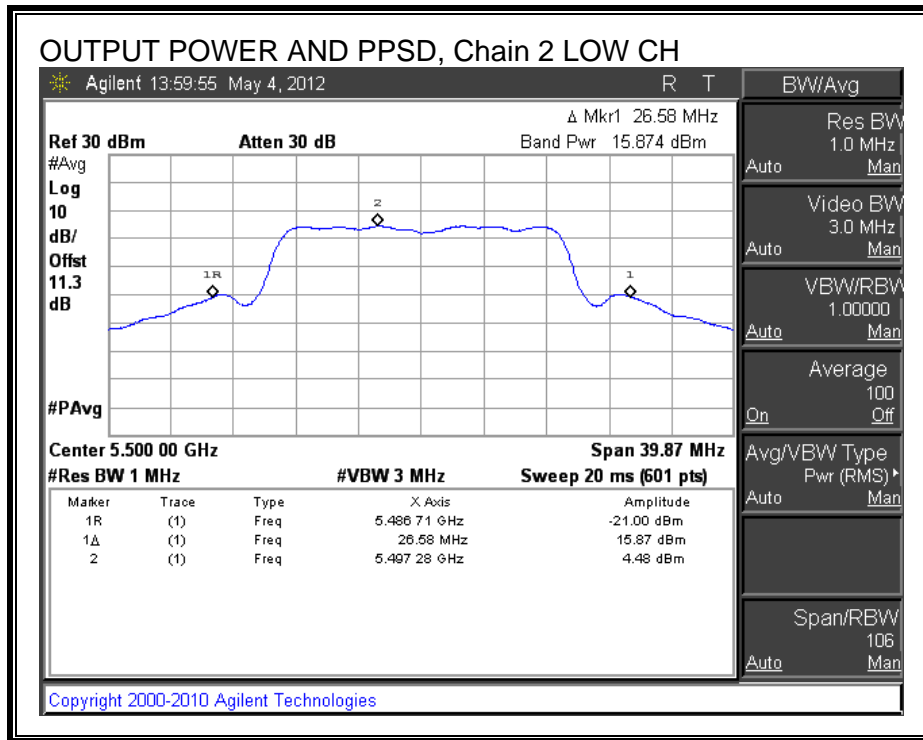 OUTPUT POWER AND PPSD, Chain 2 LOW CH
Agilent 13:59:55 May 4, 2012 R T
BW/Avg
Δ Mkr1 26.58 MHz
Ref 30 dBm Atten 30 dB Band Pwr 15.874 dBm
#Avg
Log
10
dB/
Offst
11.3
dB
#PAvg
2
1R
1
Center 5.500 00 GHz Span 39.87 MHz
#Res BW 1 MHz #VBW 3 MHz Sweep 20 ms (601 pts)
Marker Trace Type X Axis Amplitude
1R (1) Freq 5.486 71 GHz -21.00 dBm
1Δ (1) Freq 26.58 MHz 15.87 dBm
2 (1) Freq 5.497 28 GHz 4.48 dBm
Res BW
1.0 MHz
Auto Man
Video BW
3.0 MHz
Auto Man
VBW/RBW
1.00000
Auto Man
Average
100
On Off
Avg/VBW Type
Pwr (RMS)
Auto Man
Span/RBW
106
Auto Man
Copyright 2000-2010 Agilent Technologies